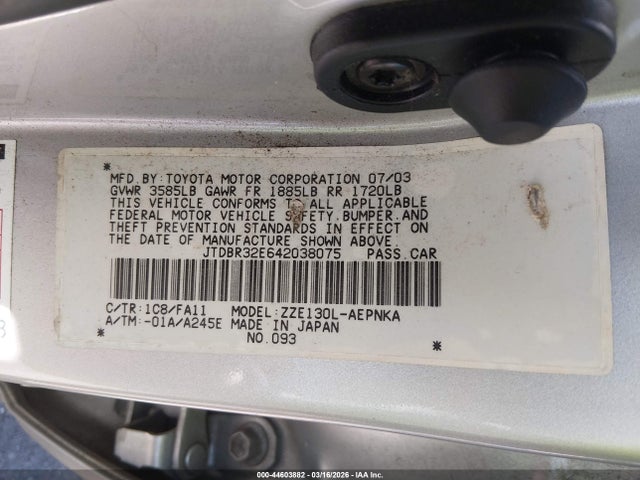 MFD.BY:TOYOTA MOTOR CORPORATION 07/03
GVWR 3585LB GAWR FR 1885LB RR 1720LB
THIS VEHICLE CONFORMS TO ALL APPLICABLE
FEDERAL MOTOR VEHICLE SAFETY,BUMPER,AND
THEFT PREVENTION STANDARDS IN EFFECT ON
THE DATE OF MANUFACTURE SHOWN ABOVE.
JTDBR32E642038075 PASS.CAR
C/TR:1C8/FA11 MODEL:ZZE130L-AEPNKA
A/TM:-01A/A245E MADE IN JAPAN
NO.093
000-44603882 - 03/16/2026 - IAAI.COM